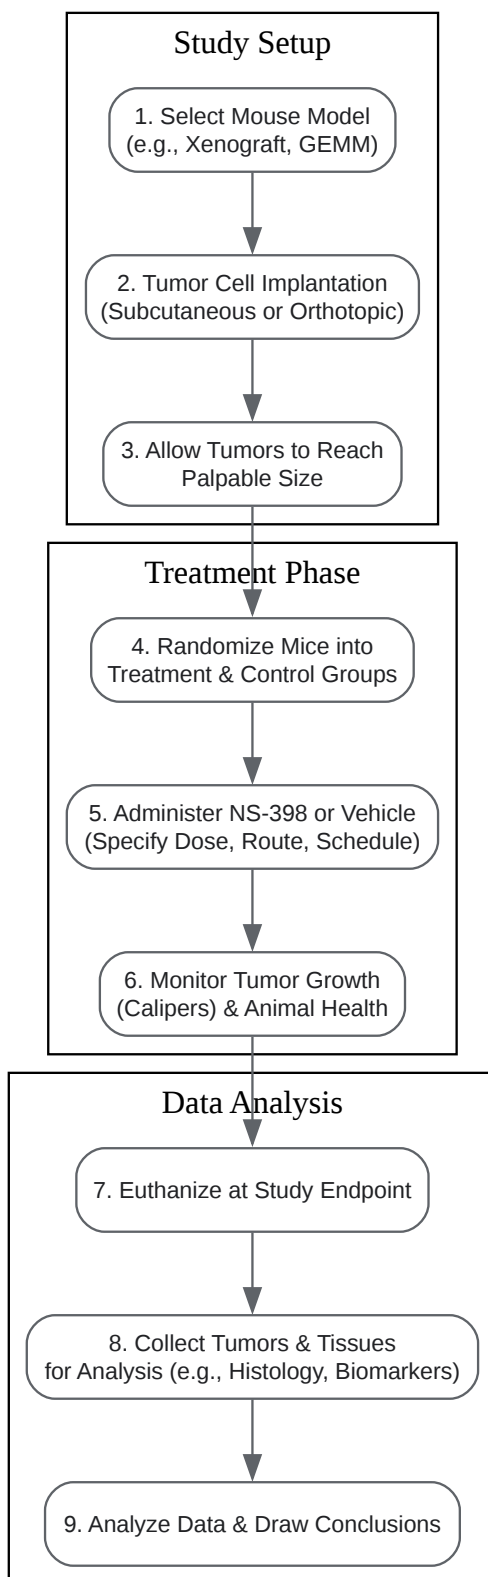 Study Setup
1. Select Mouse Model
(e.g., Xenograft, GEMM)
2. Tumor Cell Implantation
(Subcutaneous or Orthotopic)
3. Allow Tumors to Reach
Palpable Size
Treatment Phase
4. Randomize Mice into
Treatment & Control Groups
5. Administer NS-398 or Vehicle
(Specify Dose, Route, Schedule)
6. Monitor Tumor Growth
(Calipers) & Animal Health
Data Analysis
7. Euthanize at Study Endpoint
8. Collect Tumors & Tissues
for Analysis (e.g., Histology, Biomarkers)
9. Analyze Data & Draw Conclusions